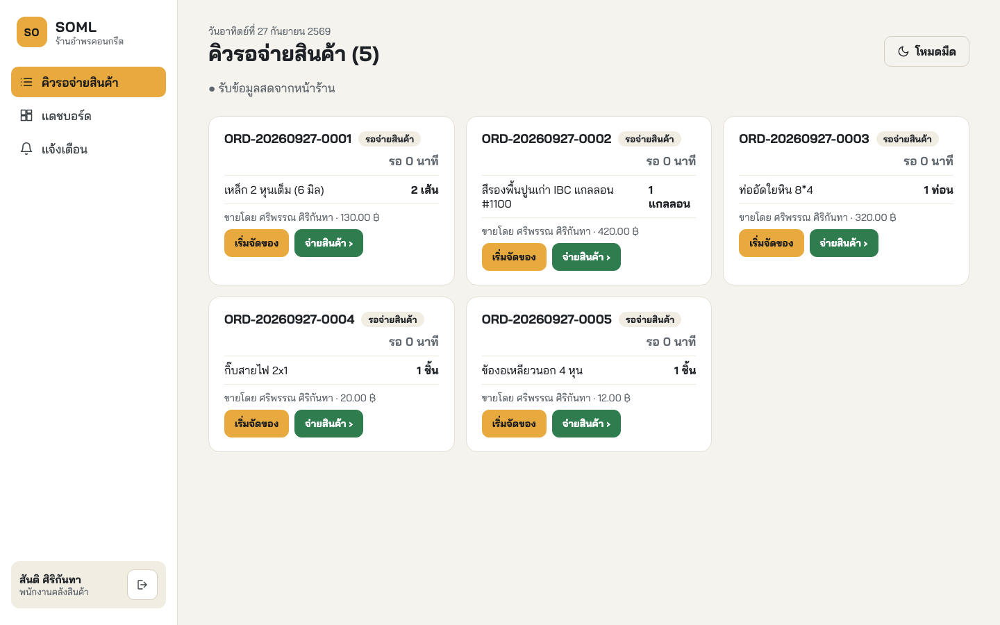 SO
SOML
ร้านอำพรคอนกรีต
คิวรอจ่ายสินค้า
แดชบอร์ด
แจ้งเตือน
สันติ ศิริกันทา
พนักงานคลังสินค้า
วันอาทิตย์ที่ 27 กันยายน 2569
คิวรอจ่ายสินค้า (5)
โหมดมืด
● รับข้อมูลสดจากหน้าร้าน
ORD-20260927-0001 รอจ่ายสินค้า
รอ 0 นาที
เหล็ก 2 หุนเต็ม (6 มิล) 2 เส้น
ขายโดย ศริพรรณ ศิริกันทา · 130.00 ฿
เริ่มจัดของ จ่ายสินค้า ›
ORD-20260927-0002 รอจ่ายสินค้า
รอ 0 นาที
สีรองพื้นปูนเก่า IBC แกลลอน
#1100
1
แกลลอน
ขายโดย ศริพรรณ ศิริกันทา · 420.00 ฿
เริ่มจัดของ จ่ายสินค้า ›
ORD-20260927-0003 รอจ่ายสินค้า
รอ 0 นาที
ท่ออัดใยหิน 8*4 1 ท่อน
ขายโดย ศริพรรณ ศิริกันทา · 320.00 ฿
เริ่มจัดของ จ่ายสินค้า ›
ORD-20260927-0004 รอจ่ายสินค้า
รอ 0 นาที
กิ๊บสายไฟ 2x1 1 ชิ้น
ขายโดย ศริพรรณ ศิริกันทา · 20.00 ฿
เริ่มจัดของ จ่ายสินค้า ›
ORD-20260927-0005 รอจ่ายสินค้า
รอ 0 นาที
ข้องอเหลียวนอก 4 หุน 1 ชิ้น
ขายโดย ศริพรรณ ศิริกันทา · 12.00 ฿
เริ่มจัดของ จ่ายสินค้า ›